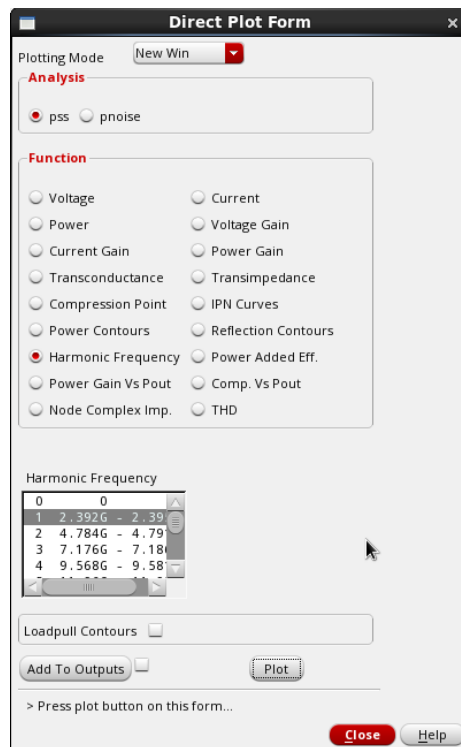 Direct Plot Form
Plotting Mode New Win
Analysis
pss pnoise
Function
Voltage Current
Power Voltage Gain
Current Gain Power Gain
Transconductance Transimpedance
Compression Point IPN Curves
Power Contours Reflection Contours
Harmonic Frequency Power Added Eff.
Power Gain Vs Pout Comp. Vs Pout
Node Complex Imp. THD
Harmonic Frequency
0 0
1 2.392G - 2.39
2 4.784G - 4.79
3 7.176G - 7.18
4 9.568G - 9.58
Loadpull Contours
Add To Outputs Plot
> Press plot button on this form...
Close Help